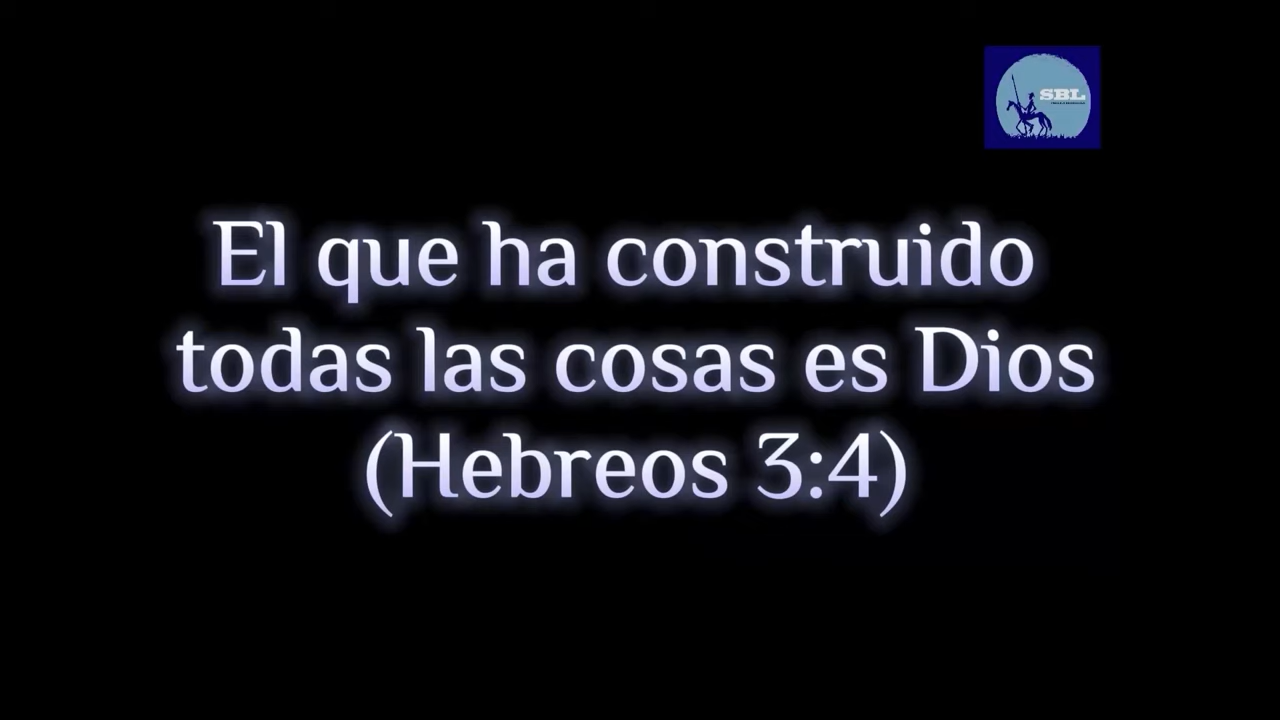 SBL
El que ha construido
todas las cosas es Dios
(Hebreos 3:4)